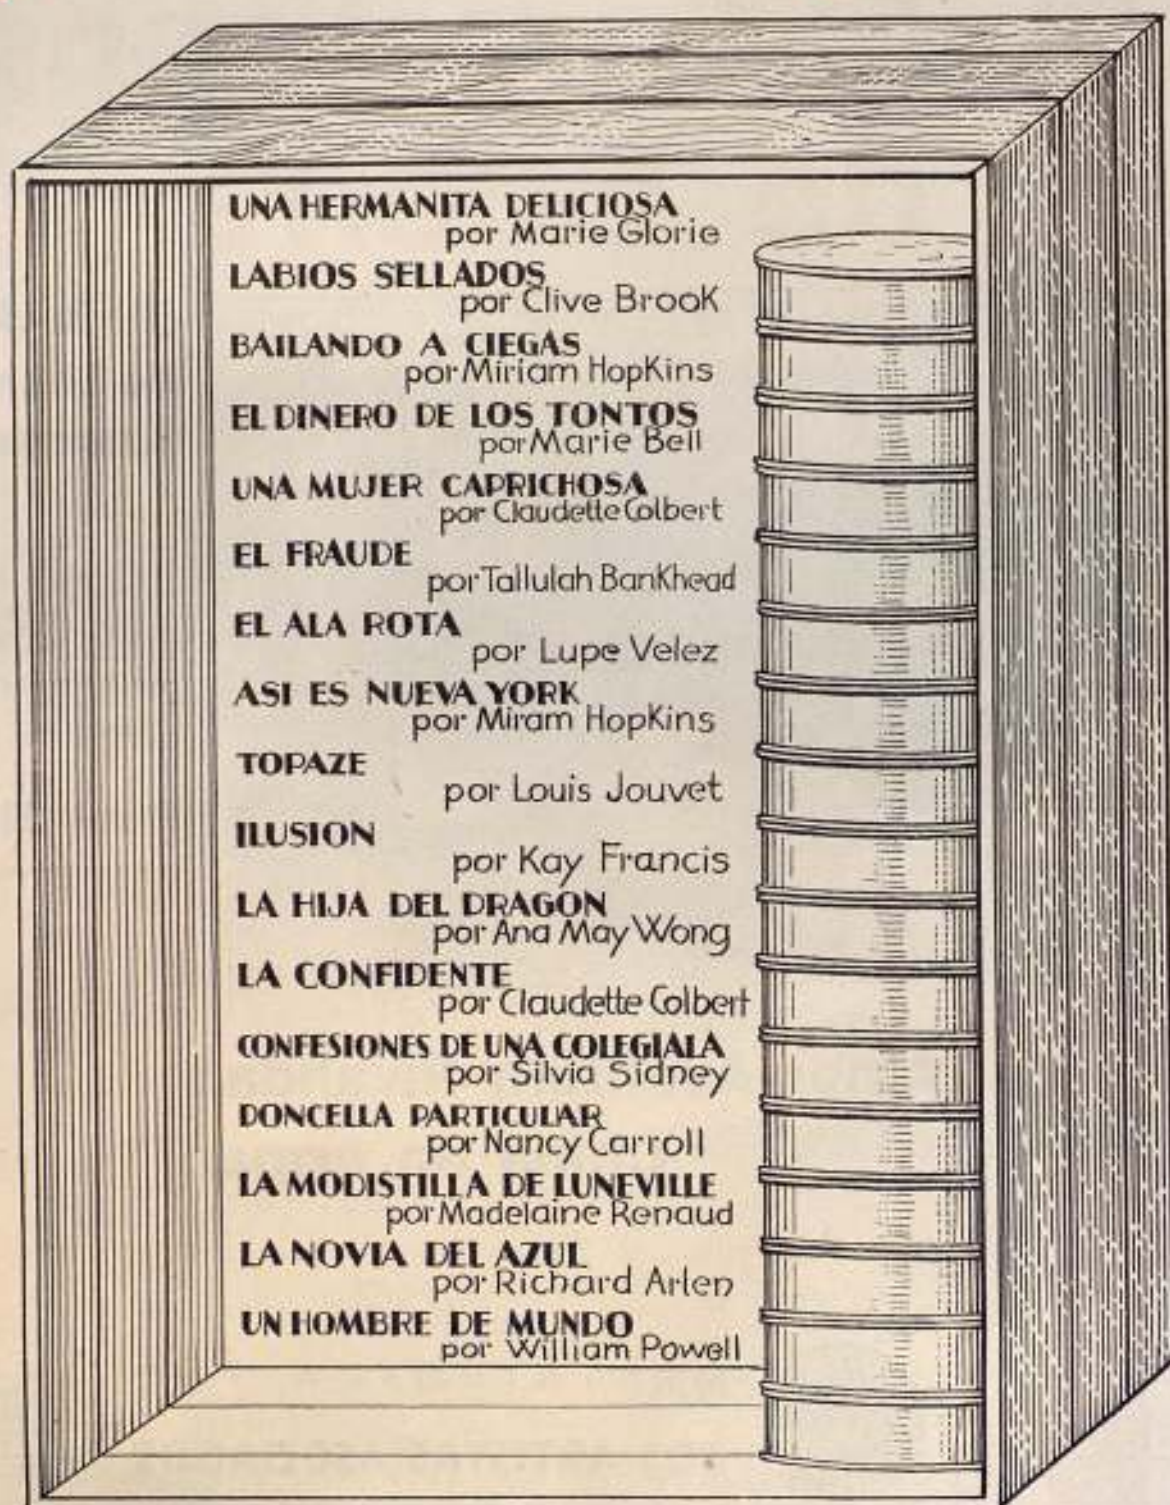 UNA HERMANITA DELICIOSA
por Marie Glorie
LABIOS SELLADOS
por Clive Brook
BAILANDO A CIEGAS
por Miriam Hopkins
EL DINERO DE LOS TONTOS
por Marie Bell
UNA MUJER CAPRICHOSA
por Claudette Colbert
EL FRAUDE
por Tallulah Bankhead
EL ALA ROTA
por Lupe Velez
ASI ES NUEVA YORK
por Miram Hopkins
TOPAZE
por Louis Jouvet
ILUSION
por Kay Francis
LA HIJA DEL DRAGON
por Ana May Wong
LA CONFIDENTE
por Claudette Colbert
CONFESIONES DE UNA COLEGIALA
por Silvia Sidney
DONCELLA PARTICULAR
por Nancy Carroll
LA MODISTILLA DE LUNEVILLE
por Madelaine Renaud
LA NOVIA DEL AZUL
por Richard Arlen
UN HOMBRE DE MUNDO
por William Powell